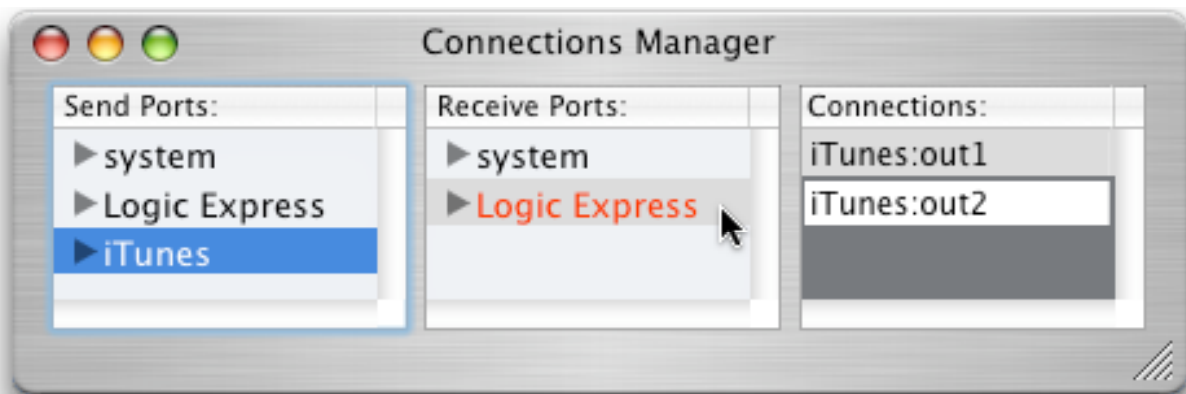 Connections Manager
Send Ports:
system
Logic Express
iTunes
Receive Ports:
system
Logic Express
Connections:
iTunes:out1
iTunes:out2